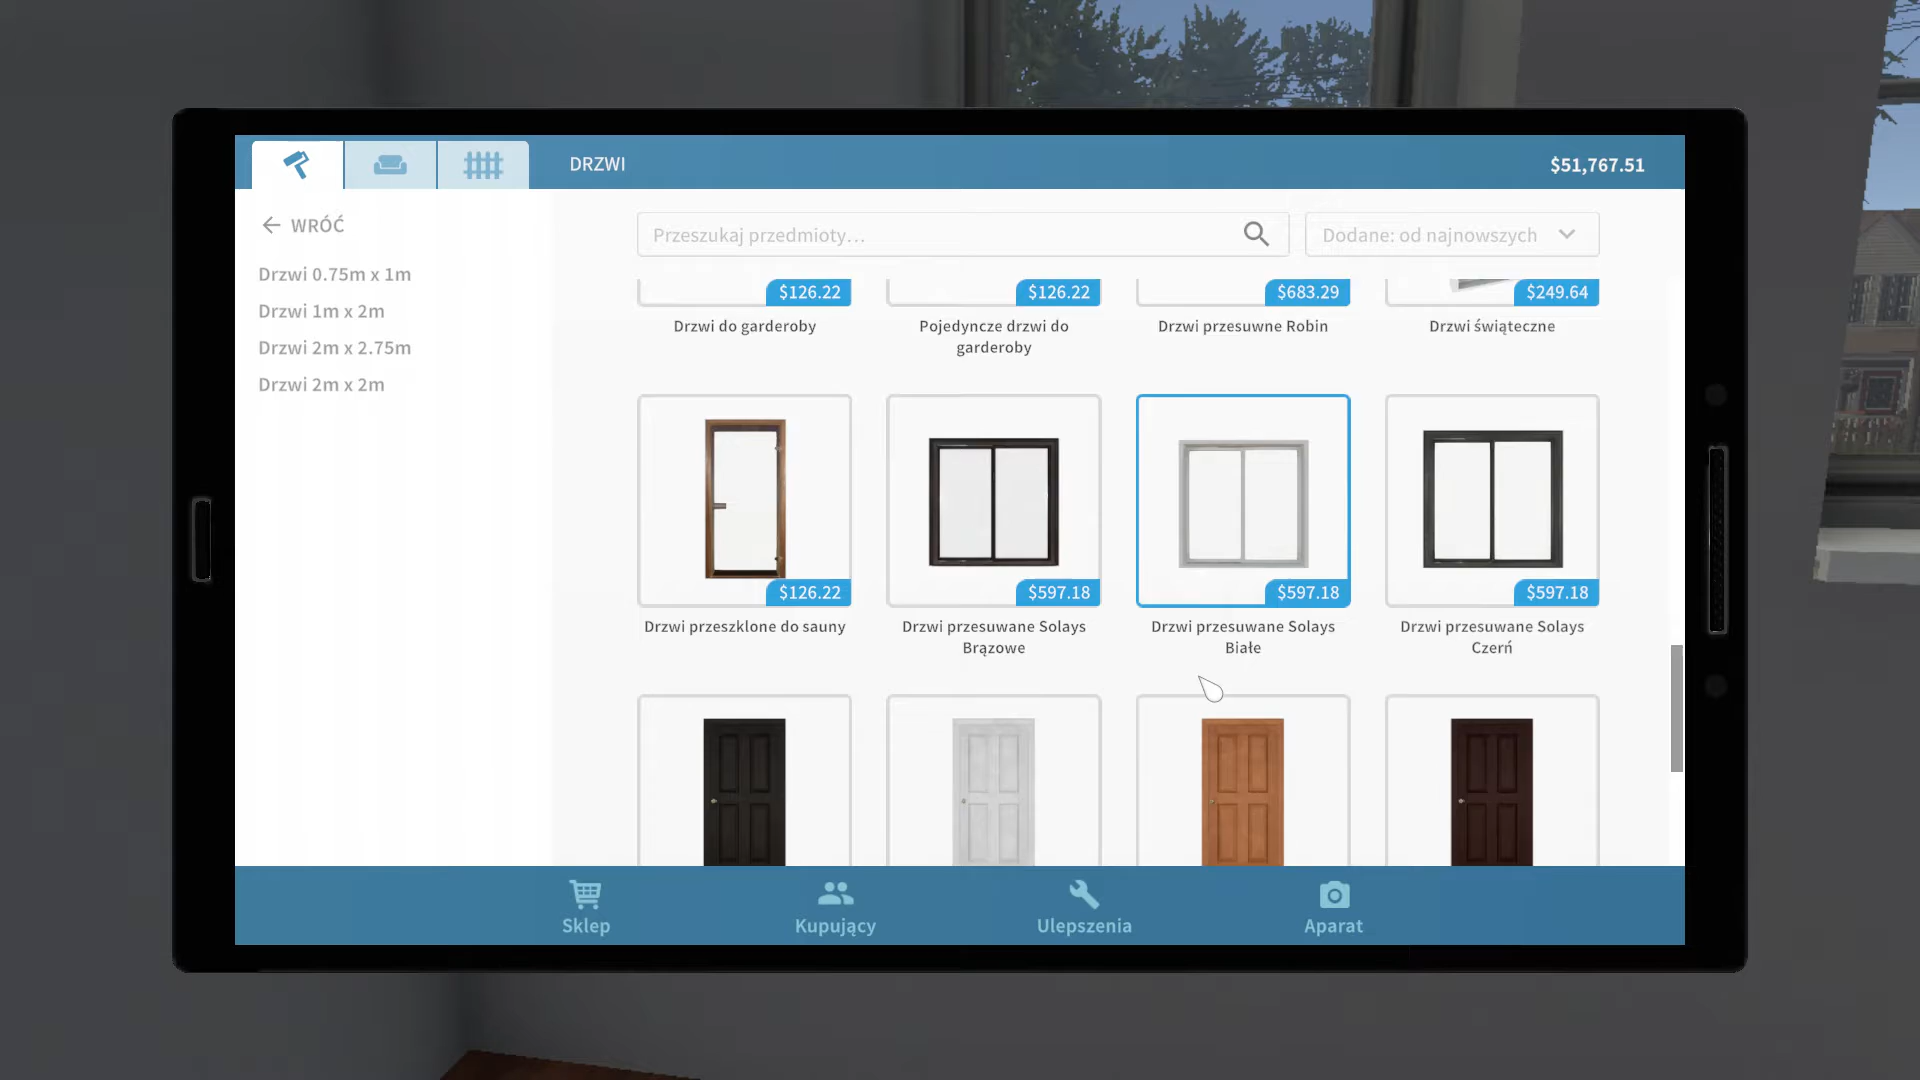 DRZWI
$51,767.51
WRÓĆ
Drzwi 0.75m x 1m
Drzwi 1m x 2m
Drzwi 2m x 2.75m
Drzwi 2m x 2m
Przeszukaj przedmioty...
Dodane: od najnowszych
$126.22
$126.22
$683.29
$249.64
Drzwi do garderoby
Pojedyncze drzwi do
garderoby
Drzwi przesuwne Robin
Drzwi świąteczne
$126.22
$597.18
$597.18
$597.18
Drzwi przeszklone do sauny
Drzwi przesuwane Solays
Brązowe
Drzwi przesuwane Solays
Białe
Drzwi przesuwane Solays
Czerń
Sklep
Kupujący
Ulepszenia
Aparat